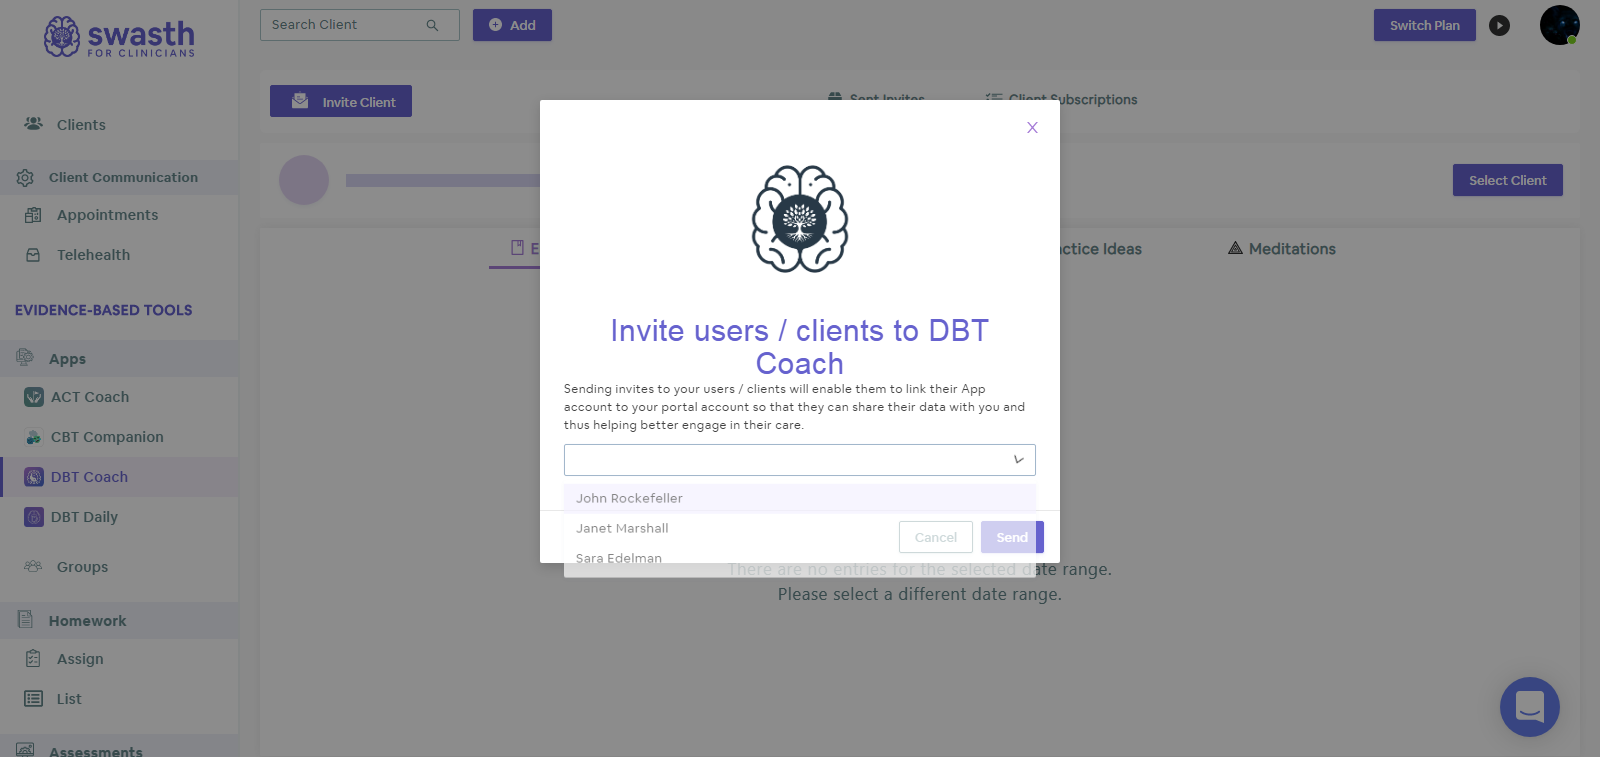 swasth
FOR CLINICIANS
Search Client
Add
Switch Plan
Clients
Client Communication
Appointments
Telehealth
EVIDENCE-BASED TOOLS
Apps
ACT Coach
CBT Companion
DBT Coach
DBT Daily
Groups
Homework
Assign
List
Assessments
Invite Client
Sent Invites
Client Subscriptions
Select Client
E
ctice Ideas
Meditations
X
Invite users / clients to DBT
Coach
Sending invites to your users / clients will enable them to link their App
account to your portal account so that they can share their data with you and
thus helping better engage in their care.
John Rockefeller
Janet Marshall
Sara Edelman
Cancel
Send
There are no entries for the selected date range.
Please select a different date range.